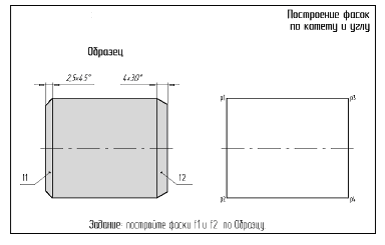 Построение фасок
по катету и углу
Образец
2,5x45°
4x30°
p1
p3
f1
f2
p2
p4
Задание- постройте фаски f1 и f2 по Образцу.